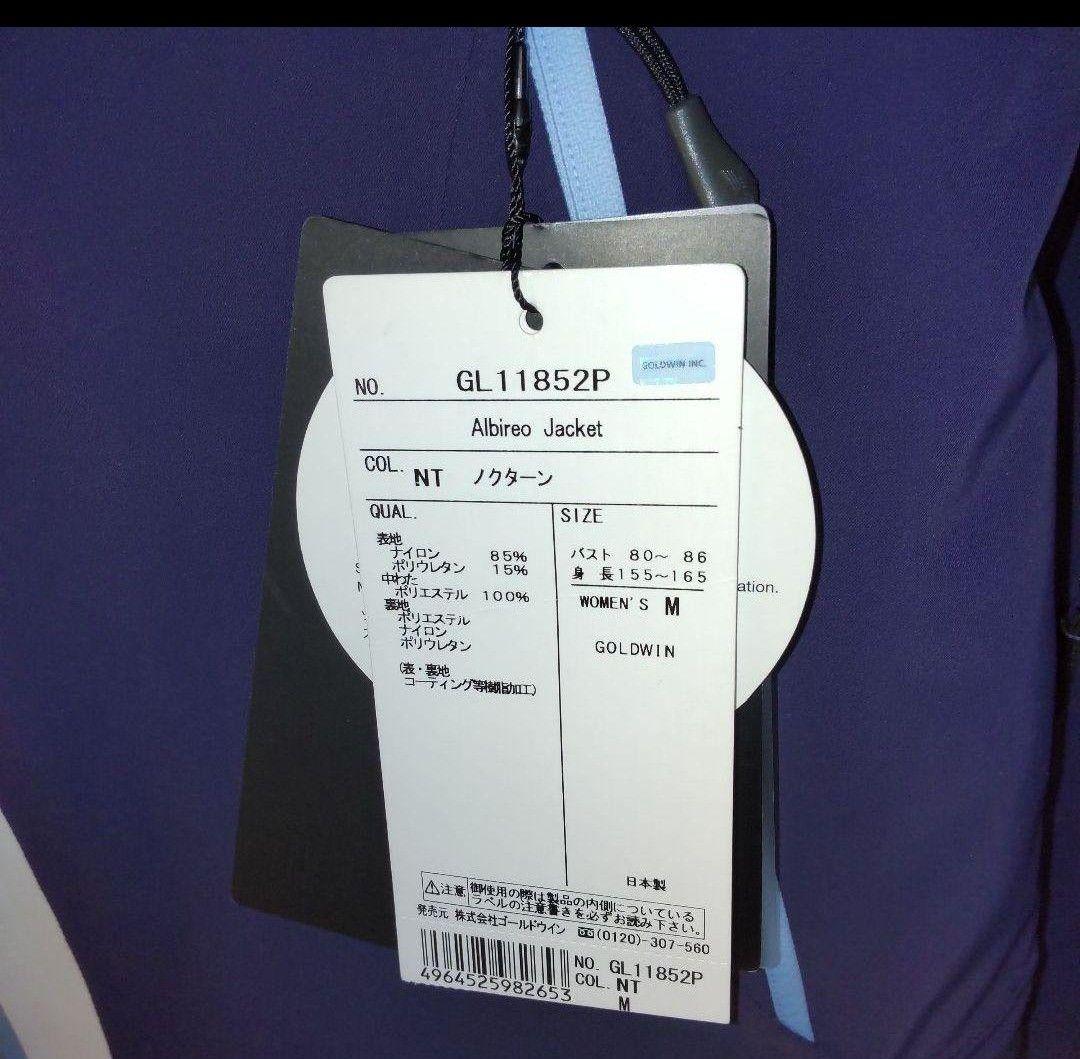 NO. GL11852P
GOLDWIN INC.
Albireo Jacket
COL. NT ノクターン
QUAL.
表地
ナイロン 85%
ポリウレタン 15%
中わた
ポリエステル 100%
裏地
ポリエステル
ナイロン
ポリウレタン
(表・裏地
コーティング等樹脂加工)
SIZE
バスト 80～ 86
身 長155～165
WOMEN'S M
GOLDWIN
ation.
日本製
注意 御使用の際は製品の内側についている
ラベルの注意書きを必ずお読み下さい。
発売元 株式会社ゴールドウイン (0120)-307-560
4964525982653
NO. GL11852P
COL. NT
M